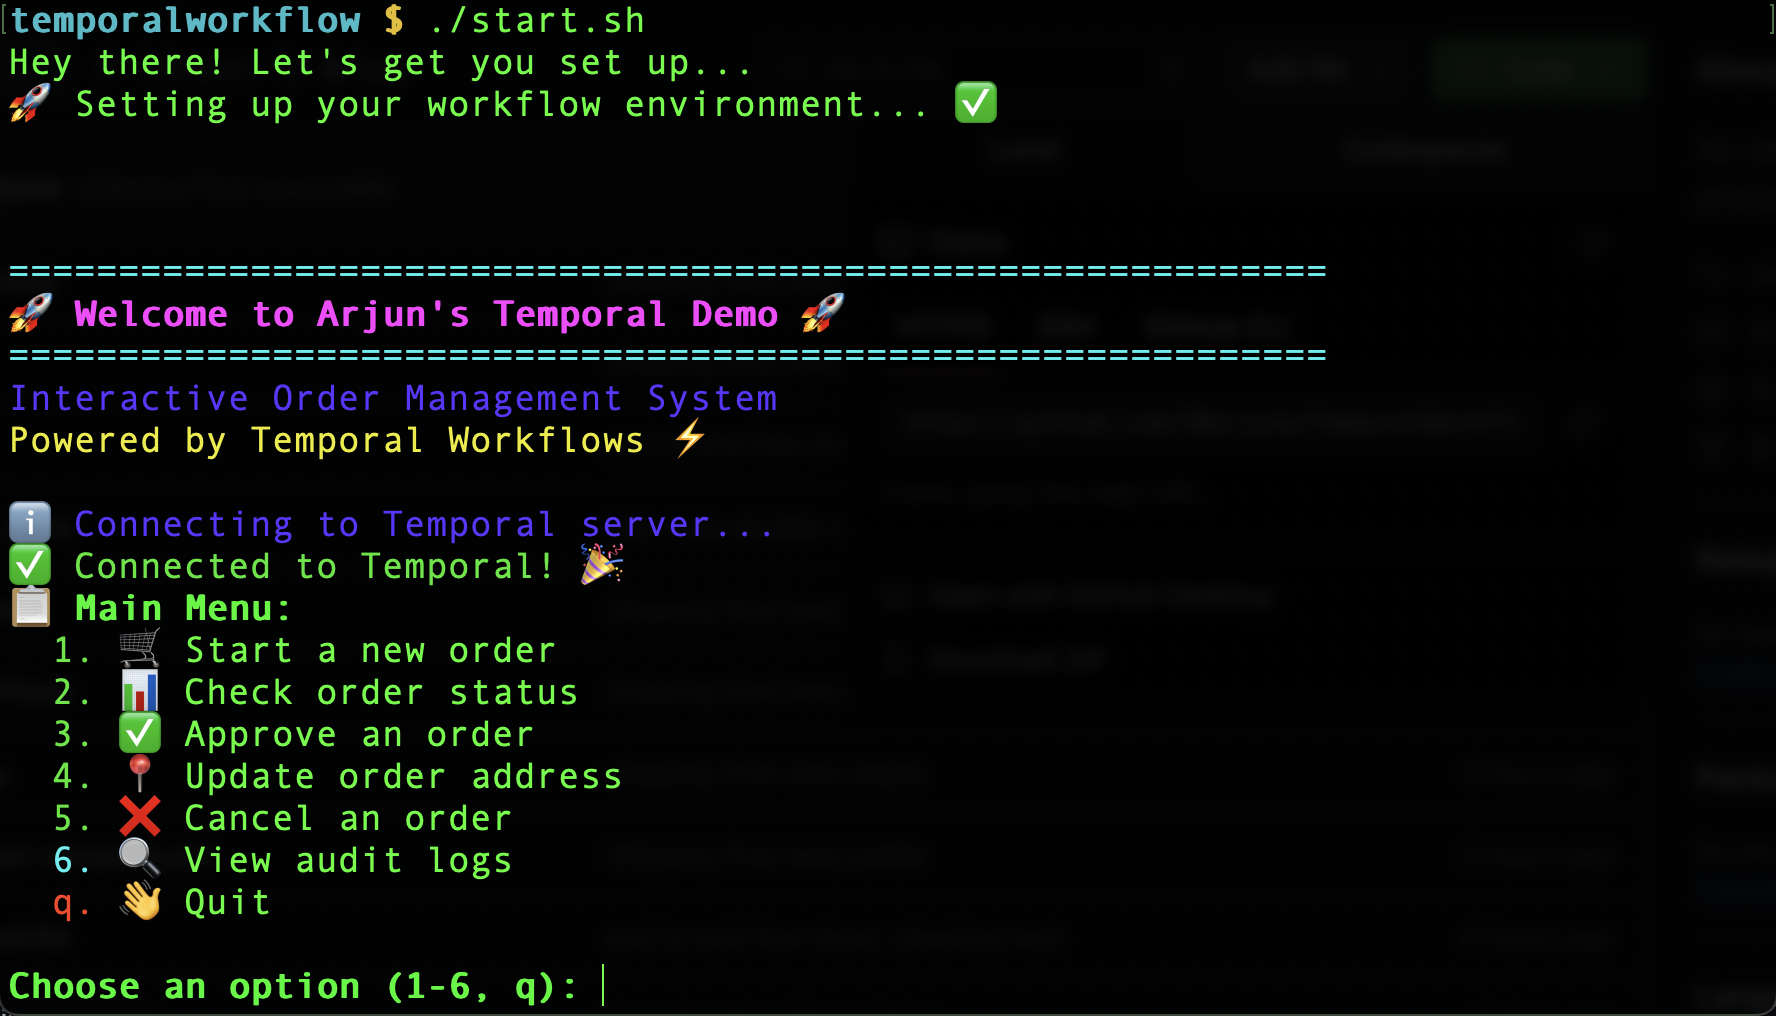 temporalworkflow $ ./start.sh
Hey there! Let's get you set up...
🚀 Setting up your workflow environment... ✅
============================================================
🚀 Welcome to Arjun's Temporal Demo 🚀
============================================================
Interactive Order Management System
Powered by Temporal Workflows ⚡
ℹ️ Connecting to Temporal server...
✅ Connected to Temporal! 🎉
📋 Main Menu:
1. 🛒 Start a new order
2. 📊 Check order status
3. ✅ Approve an order
4. 📍 Update order address
5. ❌ Cancel an order
6. 🔍 View audit logs
q. 👋 Quit
Choose an option (1-6, q):